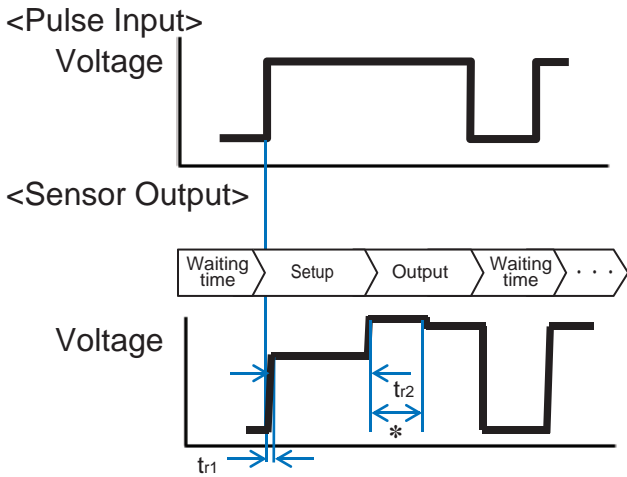 <Pulse Input>
Voltage
<Sensor Output>
Waiting time
Setup
Output
Waiting time
· · ·
Voltage
tr2
*
tr1